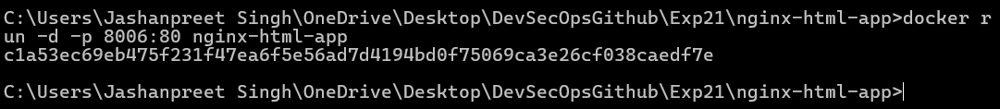 C:\Users\Jashanpreet Singh\OneDrive\Desktop\DevSecOpsGithub\Exp21\nginx-html-app>docker r
un -d -p 8006:80 nginx-html-app
c1a53ec69eb475f231f47ea6f5e56ad7d4194bd0f75069ca3e26cf038caedf7e
C:\Users\Jashanpreet Singh\OneDrive\Desktop\DevSecOpsGithub\Exp21\nginx-html-app>